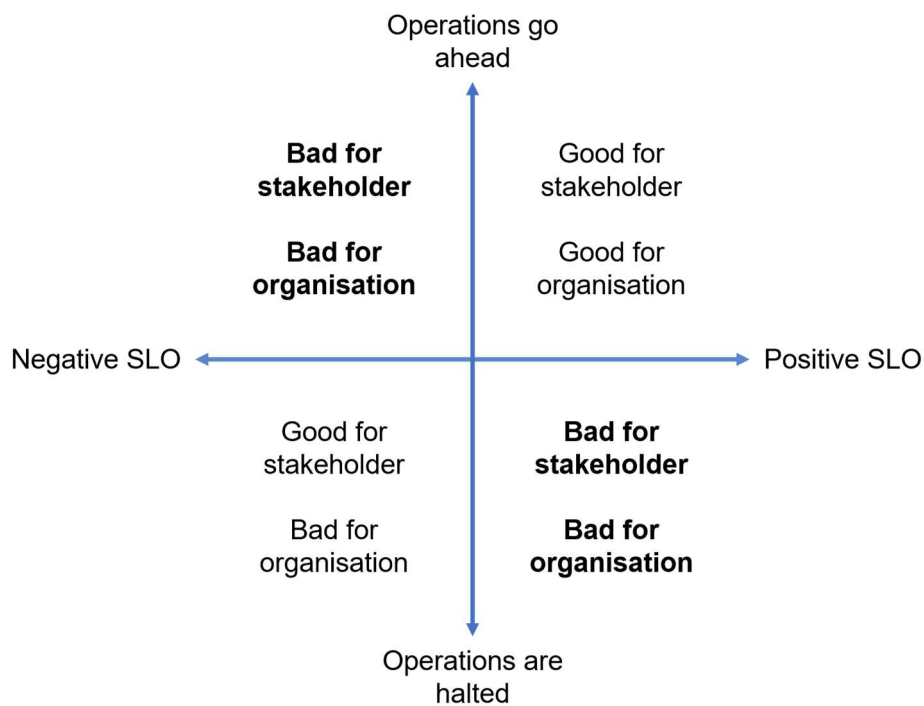 Operations go
ahead
Bad for
stakeholder
Good for
stakeholder
Bad for
organisation
Good for
organisation
Negative SLO
Positive SLO
Good for
stakeholder
Bad for
stakeholder
Bad for
organisation
Bad for
organisation
Operations are
halted